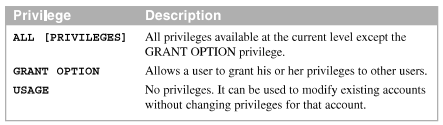 Privilege Description
ALL [PRIVILEGES] All privileges available at the current level except the
GRANT OPTION privilege.
GRANT OPTION Allows a user to grant his or her privileges to other users.
USAGE No privileges. It can be used to modify existing accounts
without changing privileges for that account.